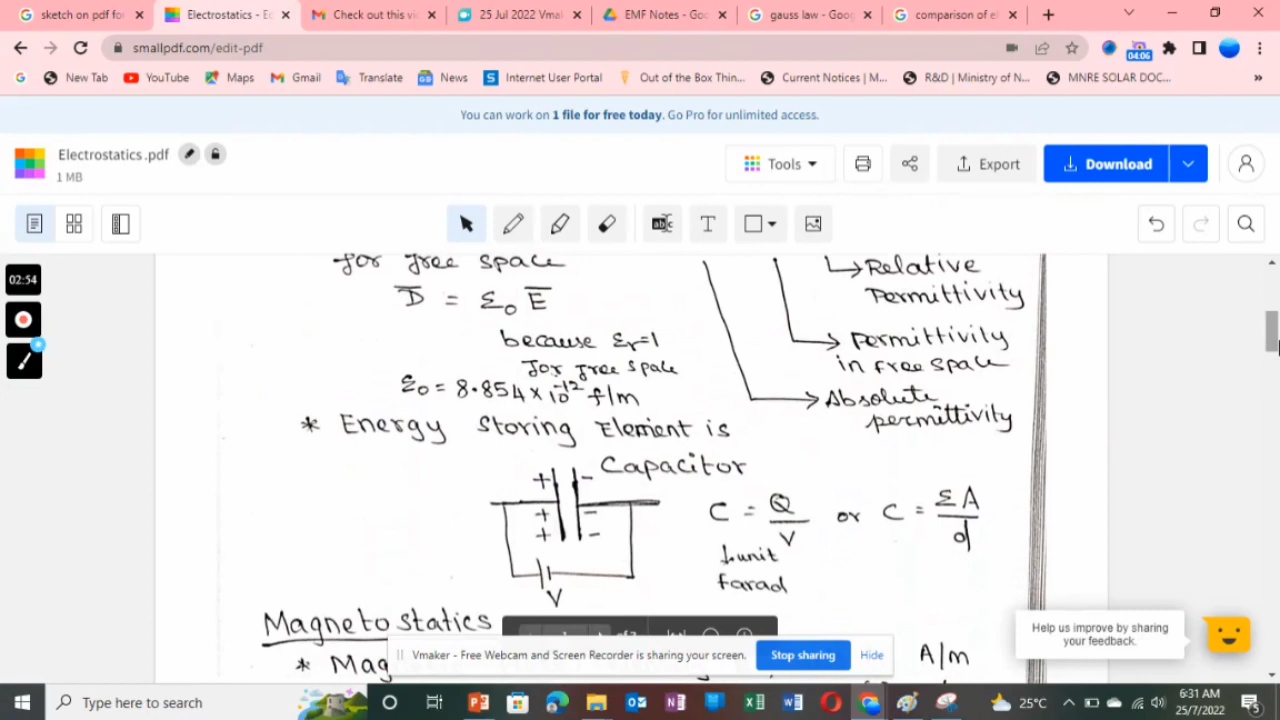 sketch on pdf for
Electrostatics - Ec
Check out this vi
25 Jul 2022 Vmak
EMF Notes - Goo
gauss law - Goog
comparison of el
smallpdf.com/edit-pdf
04:06
New Tab
YouTube
Maps
Gmail
Translate
News
Internet User Portal
Out of the Box Thin...
Current Notices | M...
R&D | Ministry of N...
MNRE SOLAR DOC...
You can work on 1 file for free today. Go Pro for unlimited access.
Electrostatics.pdf
1 MB
Tools
Export
Download
abc
T
02:54
for free space
D̅ = ε₀ E̅
because εr=1
for free space
ε₀ = 8.854 × 10⁻¹² f/m
Relative
Permittivity
Permittivity
in free space
Absolute
permittivity
* Energy storing Element is
Capacitor
+ -
+ -
+ -
V
C = Q/V or C = εA/d
unit
farad
Magnetostatics
* Mag
A/m
Vmaker - Free Webcam and Screen Recorder is sharing your screen.
Stop sharing
Hide
Help us improve by sharing
your feedback.
Type here to search
25°C
6:31 AM
25/7/2022
5